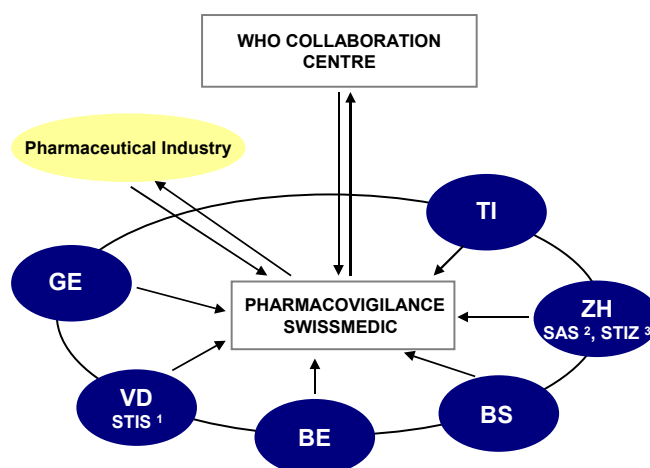 WHO COLLABORATION
CENTRE
Pharmaceutical Industry
TI
GE
PHARMACOVIGILANCE
SWISSMEDIC
ZH
SAS ², STIZ ³
VD
STIS ¹
BE
BS